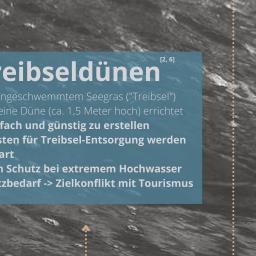 reibseldünen [2, 6]
ngeschwemmtem Seegras ("Treibsel")
eine Düne (ca. 1,5 Meter hoch) errichtet
fach und günstig zu erstellen
sten für Treibsel-Entsorgung werden
art
n Schutz bei extremem Hochwasser
tzbedarf -> Zielkonflikt mit Tourismus